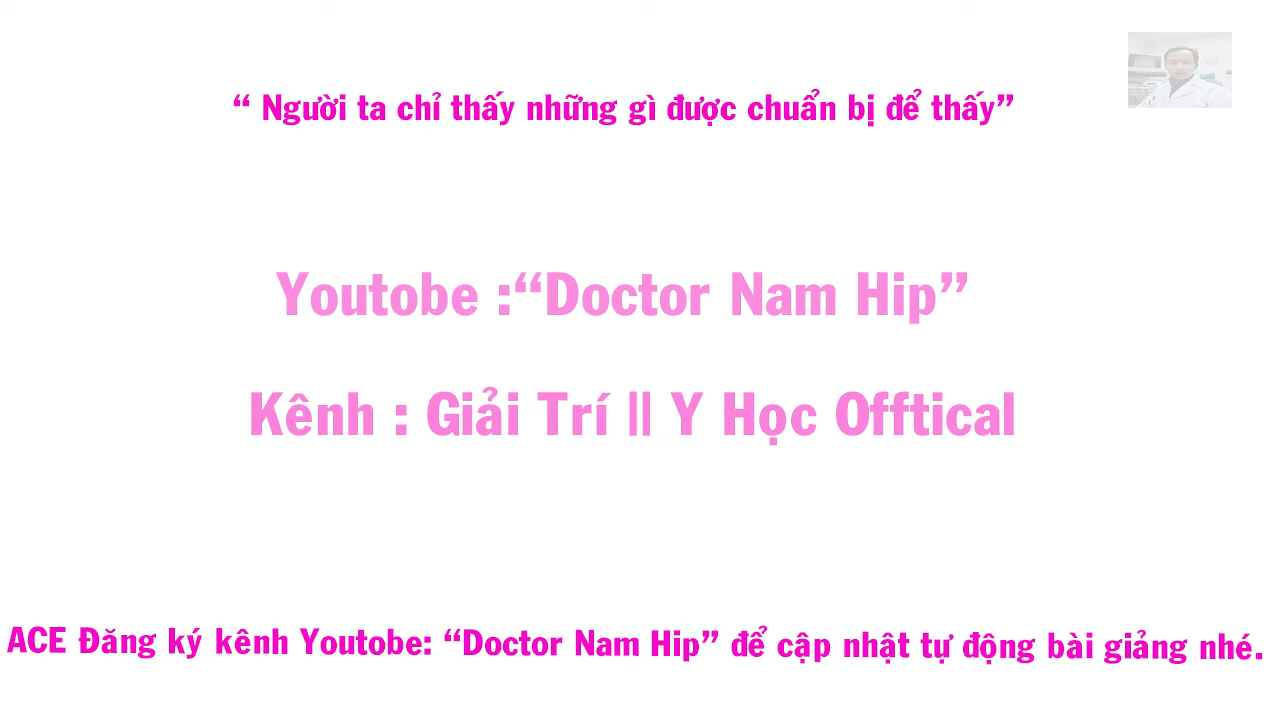 “ Người ta chỉ thấy những gì được chuẩn bị để thấy”
Youtobe :“Doctor Nam Hip”
Kênh : Giải Trí || Y Học Offtical
ACE Đăng ký kênh Youtobe: “Doctor Nam Hip” để cập nhật tự động bài giảng nhé.